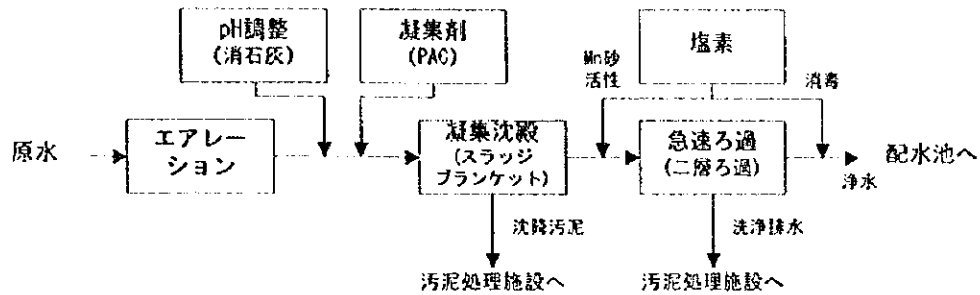 pH調整
(消石灰)
凝集剤
(PAC)
塩素
Mn砂
活性
消毒
原水
エアレー
ション
凝集沈殿
(スラッジ
ブランケット)
急速ろ過
(二層ろ過)
浄水
配水池へ
沈降汚泥
洗浄排水
汚泥処理施設へ
汚泥処理施設へ